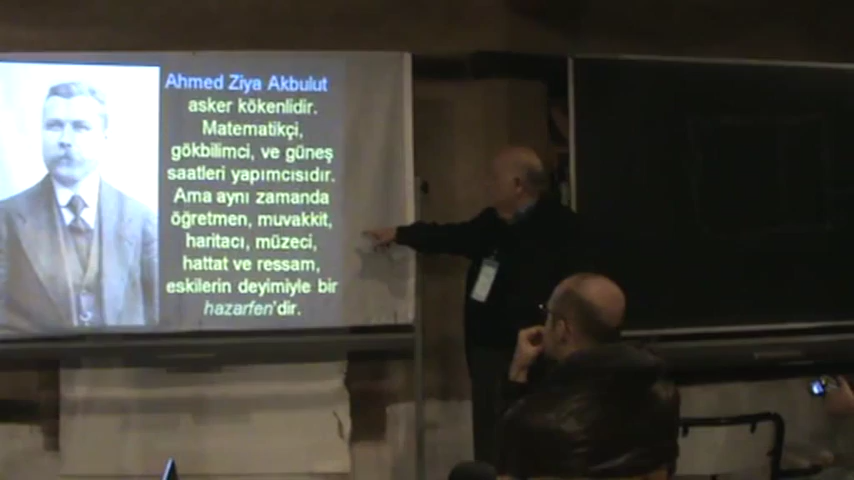 Ahmed Ziya Akbulut
asker kökenlidir.
Matematikçi,
gökbilimci, ve güneş
saatleri yapımcısıdır.
Ama aynı zamanda
öğretmen, muvakkit,
haritacı, müzeci,
hattat ve ressam,
eskilerin deyimiyle bir
hazarfen'dir.